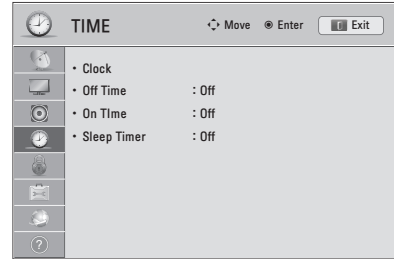 TIME Move Enter Exit
• Clock
• Off Time : Off
• On TIme : Off
• Sleep Timer : Off
?